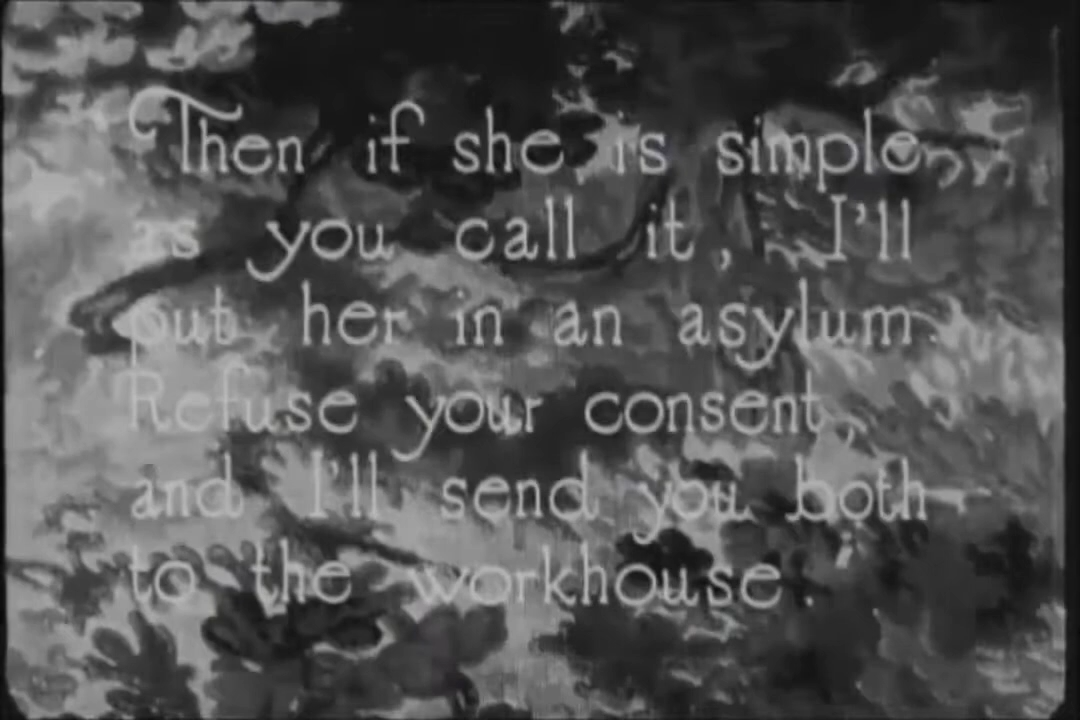 Then if she is simple
as you call it, I'll
put her in an asylum.
Refuse your consent,
and I'll send you both
to the workhouse.